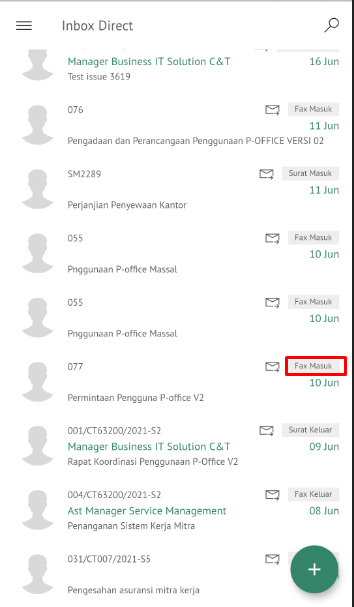 Inbox Direct
Manager Business IT Solution C&T
16 Jun
Test issue 3619
076
Fax Masuk
11 Jun
Pengadaan dan Perancangaan Penggunaan P-OFFICE VERSI 02
SM2289
Surat Masuk
11 Jun
Perjanjian Penyewaan Kantor
055
Fax Masuk
10 Jun
Pnggunaan P-office Massal
055
Fax Masuk
10 Jun
Pnggunaan P-office Massal
077
Fax Masuk
10 Jun
Permintaan Pengguna P-office V2
001/CT63200/2021-S2
Surat Keluar
Manager Business IT Solution C&T
09 Jun
Rapat Koordinasi Penggunaan P-Office V2
004/CT63200/2021-S2
Fax Keluar
Ast Manager Service Management
08 Jun
Penanganan Sistem Kerja Mitra
031/CT007/2021-S5
Pengesahan asuransi mitra kerja